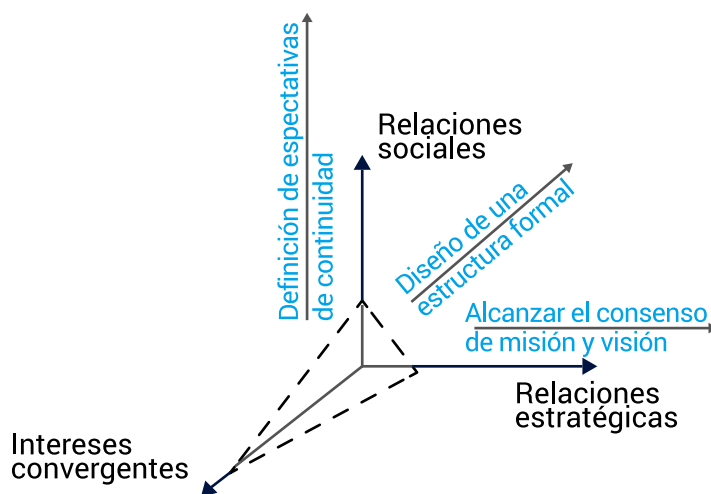 Definición de espectativas
de continuidad
Relaciones
sociales
Diseño de una
estructura formal
Alcanzar el consenso
de misión y visión
Relaciones
estratégicas
Intereses
convergentes